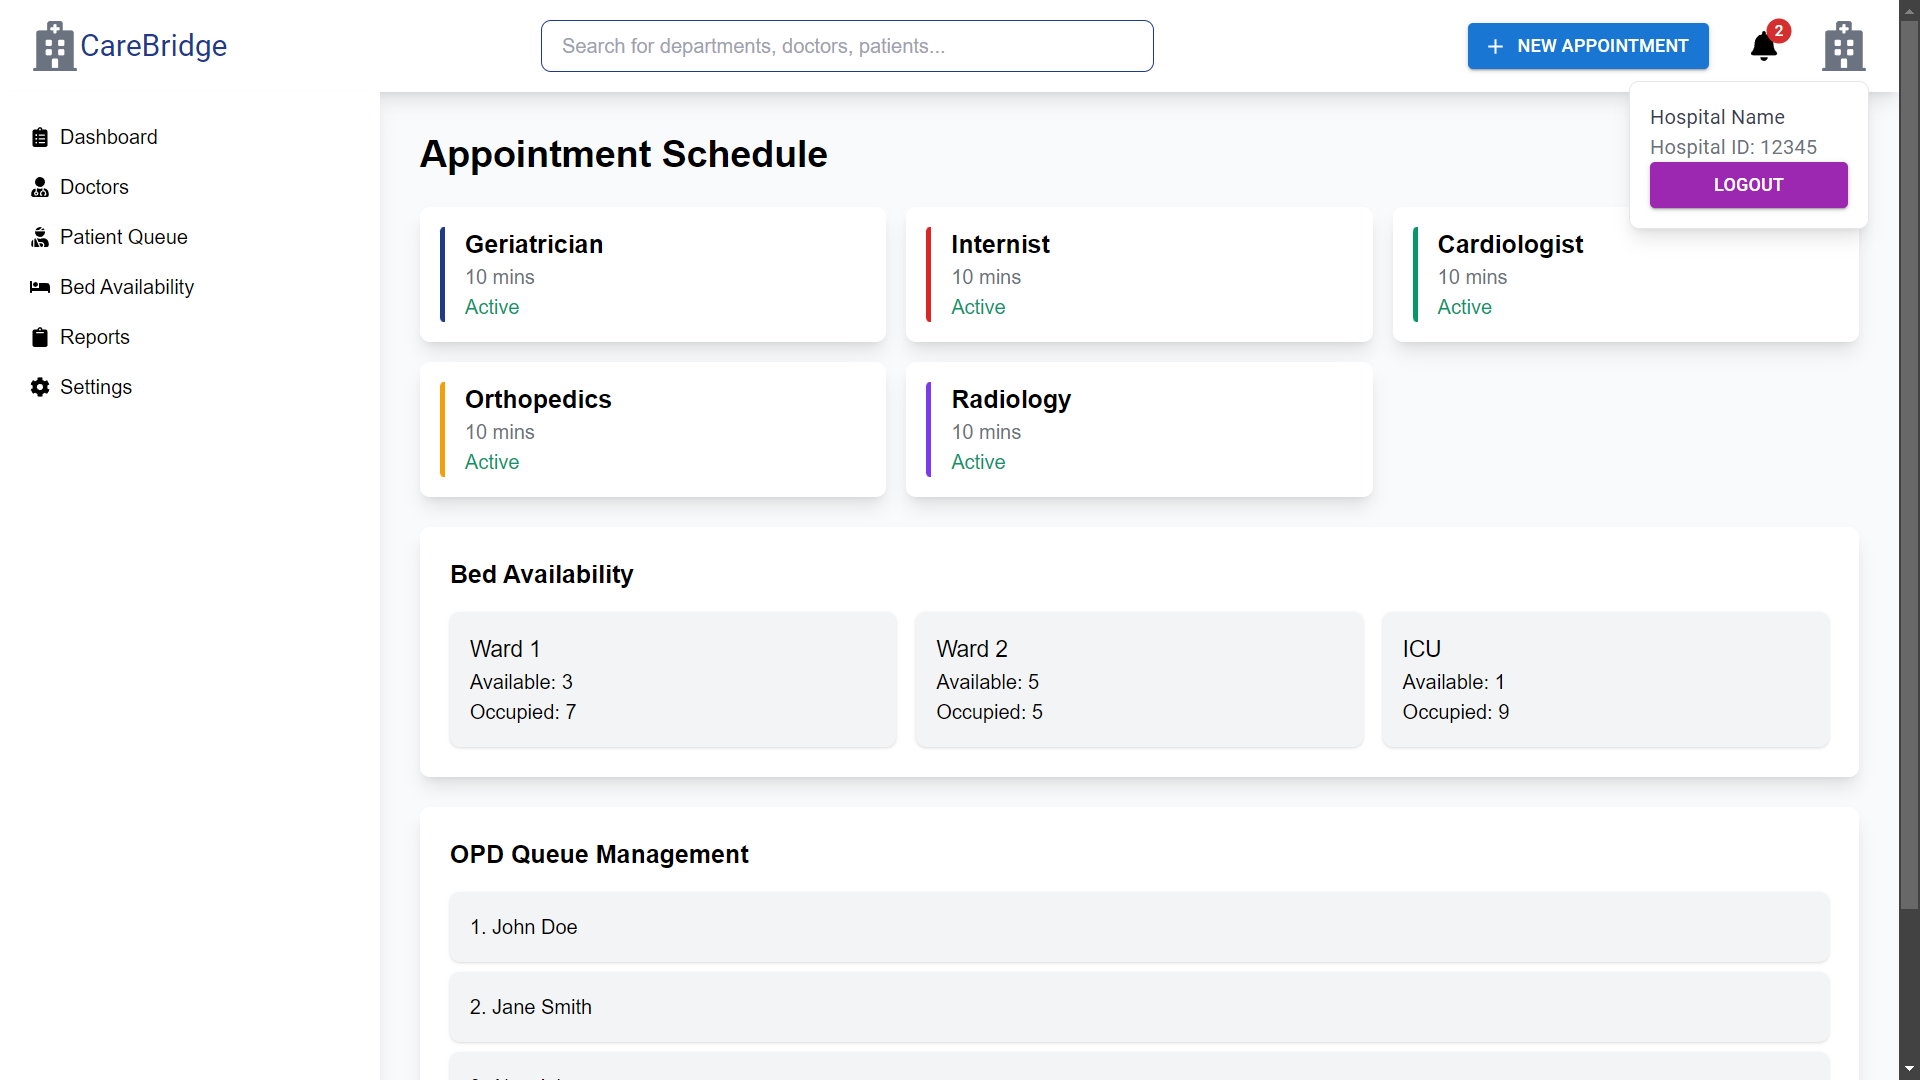 CareBridge
Search for departments, doctors, patients...
NEW APPOINTMENT
2
Hospital Name
Hospital ID: 12345
LOGOUT
Dashboard
Doctors
Patient Queue
Bed Availability
Reports
Settings
Appointment Schedule
Geriatrician
10 mins
Active
Internist
10 mins
Active
Cardiologist
10 mins
Active
Orthopedics
10 mins
Active
Radiology
10 mins
Active
Bed Availability
Ward 1
Available: 3
Occupied: 7
Ward 2
Available: 5
Occupied: 5
ICU
Available: 1
Occupied: 9
OPD Queue Management
1. John Doe
2. Jane Smith